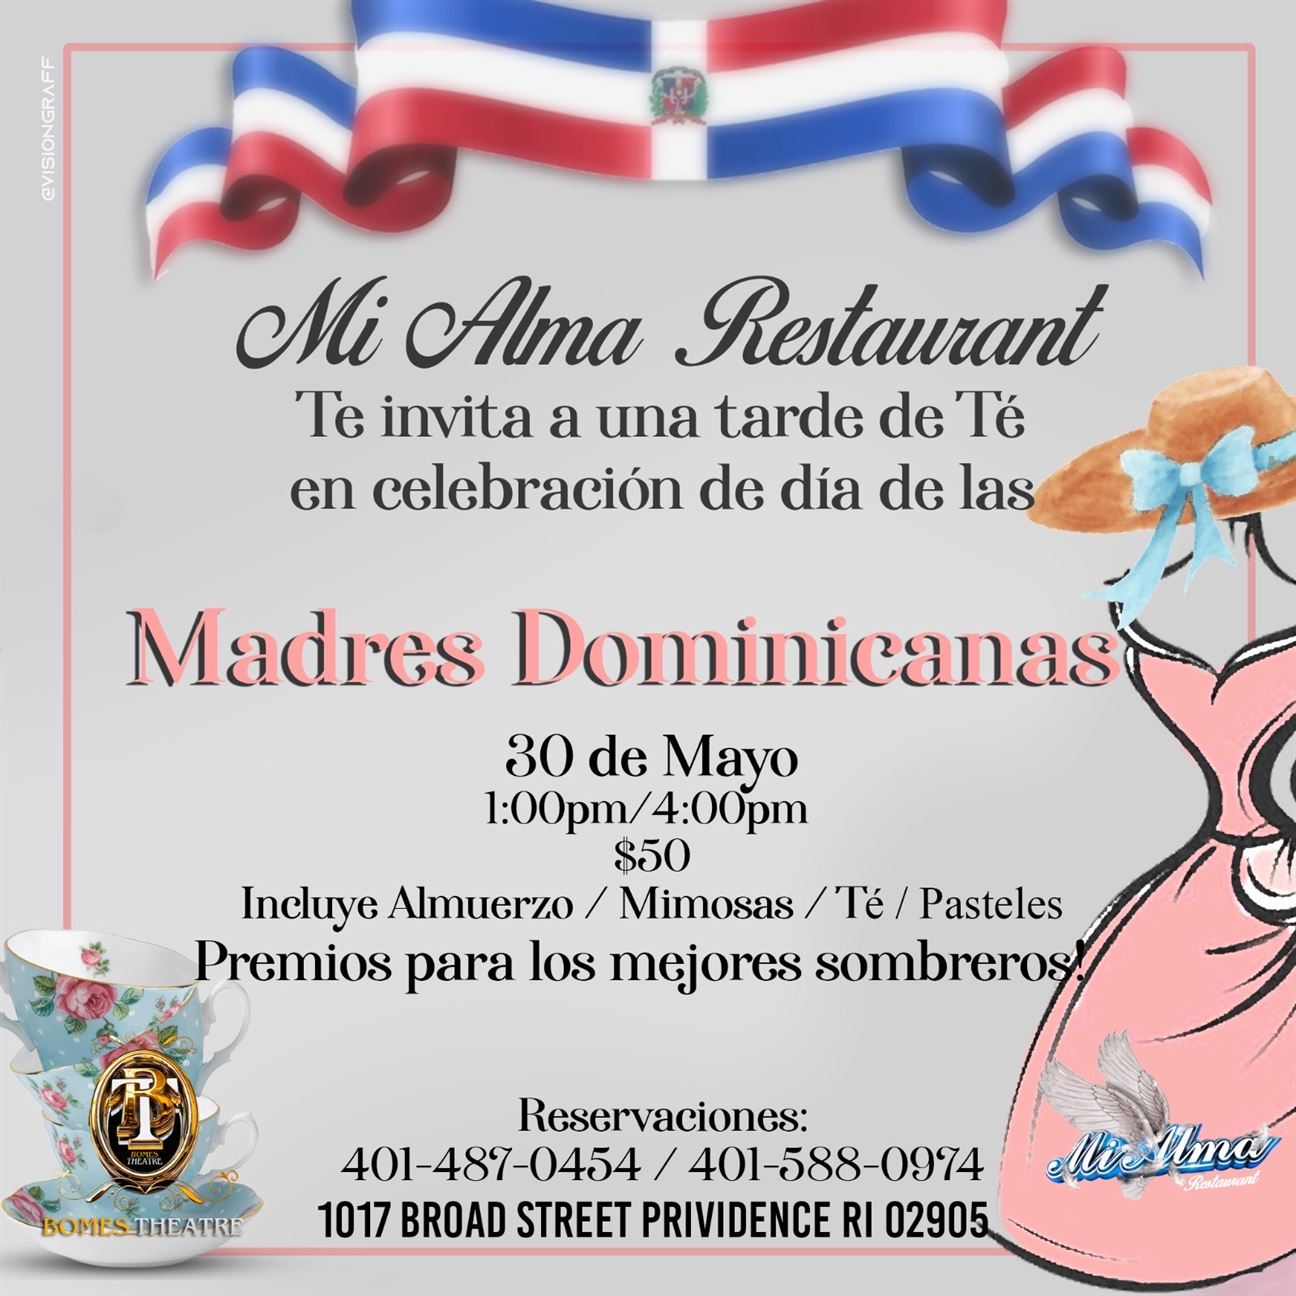 @VISIONGRAFF
Mi Alma Restaurant
Te invita a una tarde de Té
en celebración de día de las
Madres Dominicanas
30 de Mayo
1:00pm/4:00pm
$50
Incluye Almuerzo / Mimosas / Té / Pasteles
Premios para los mejores sombreros!
BT
BOMES
THEATRE
BOMES THEATRE
Reservaciones:
401-487-0454 / 401-588-0974
1017 BROAD STREET PRIVIDENCE RI 02905
Mi Alma
Restaurant